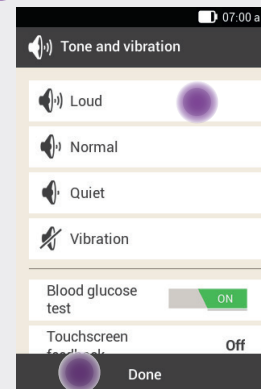 07:00 a
Tone and vibration
Loud
Normal
Quiet
Vibration
Blood glucose
test
ON
Touchscreen
Off
Done